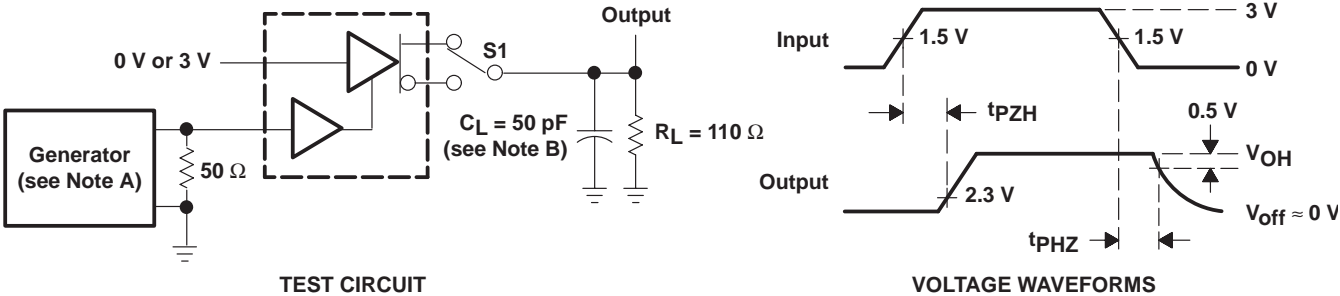 Output
S1
0 V or 3 V
Generator
(see Note A)
50 Ω
CL = 50 pF
(see Note B)
RL = 110 Ω
TEST CIRCUIT
Input
1.5 V
1.5 V
3 V
0 V
tPZH
0.5 V
Output
2.3 V
VOH
Voff ≈ 0 V
tPHZ
VOLTAGE WAVEFORMS